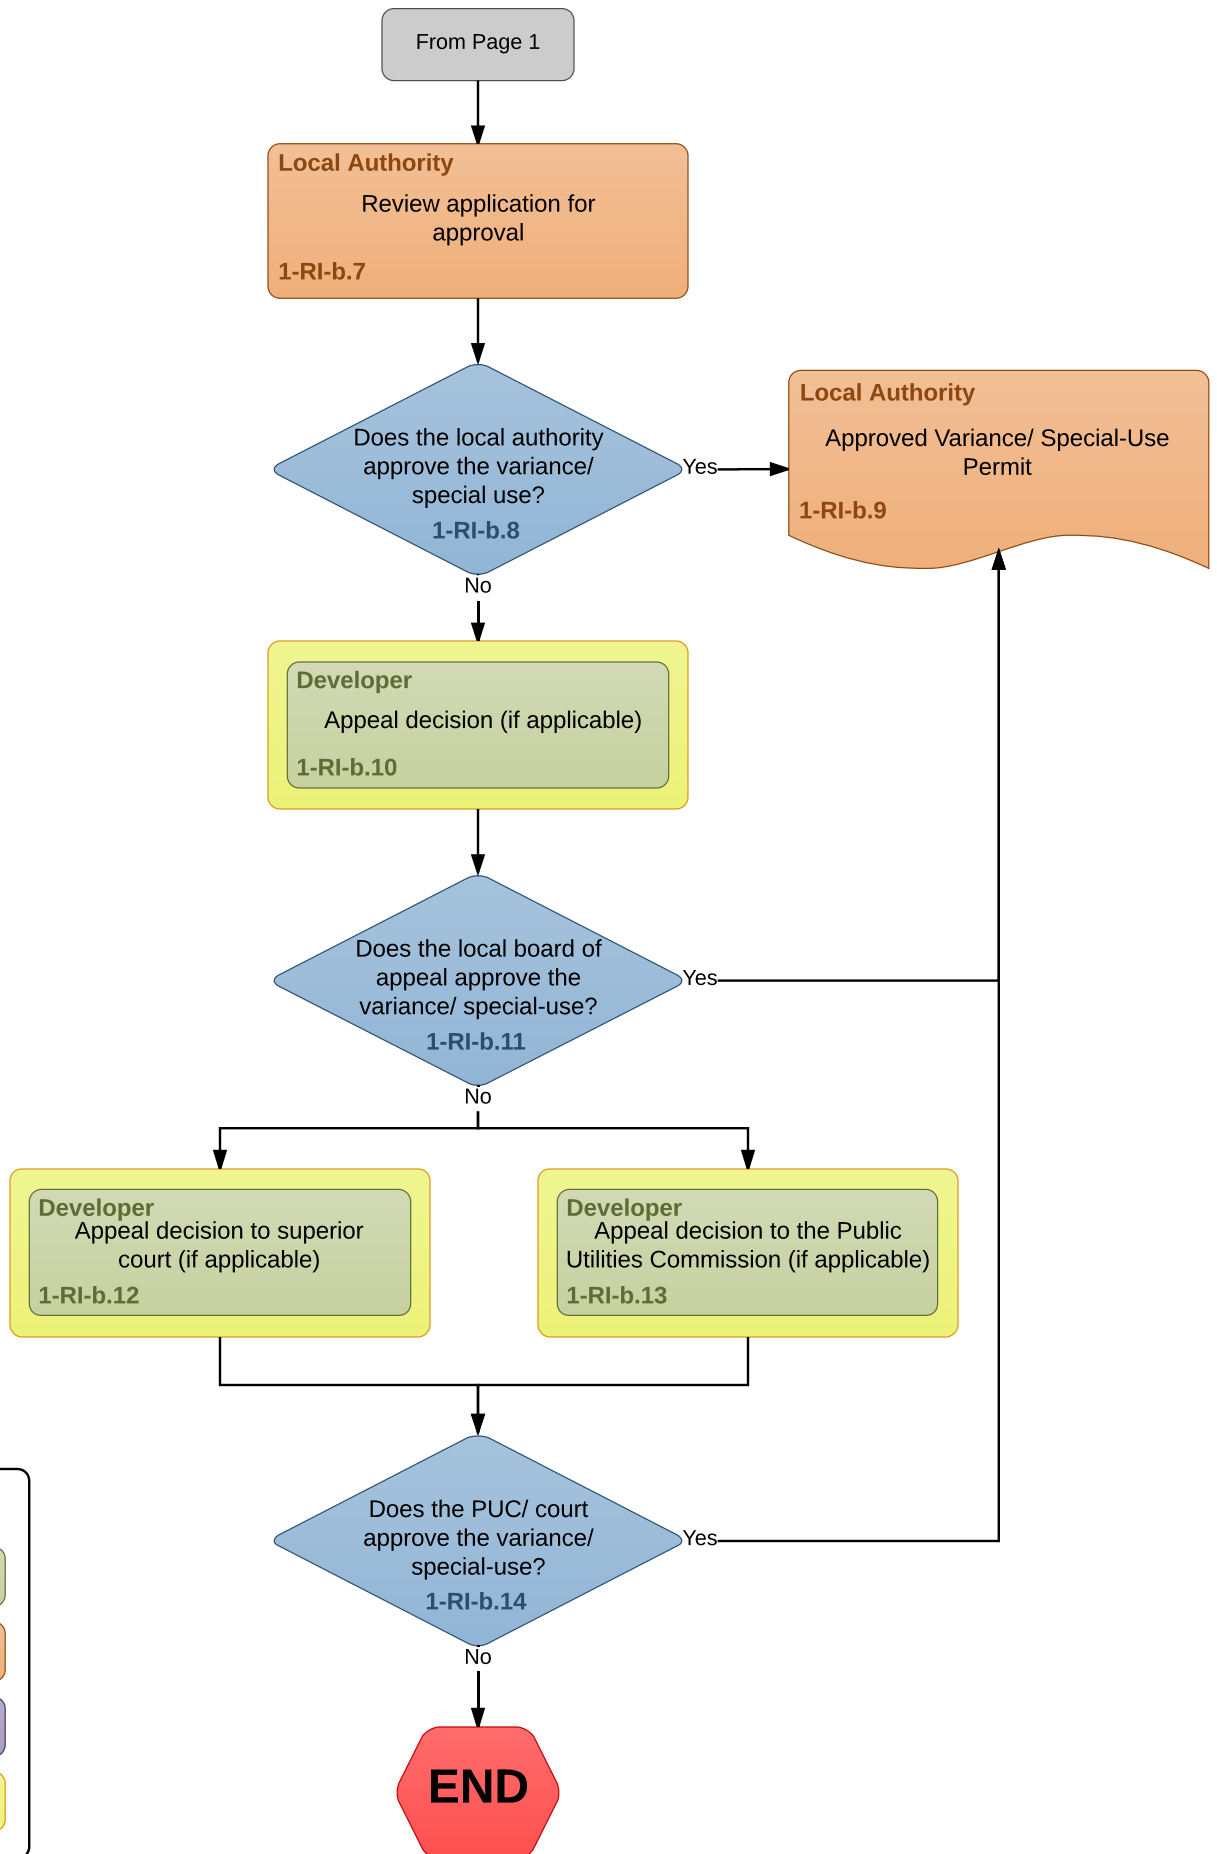 From Page 1
Local Authority
Review application for
approval
1-RI-b.7
Does the local authority
approve the variance/
special use?
1-RI-b.8
Yes
Local Authority
Approved Variance/ Special-Use
Permit
1-RI-b.9
No
Developer
Appeal decision (if applicable)
1-RI-b.10
Does the local board of
appeal approve the
variance/ special-use?
1-RI-b.11
Yes
No
Developer
Appeal decision to superior
court (if applicable)
1-RI-b.12
Developer
Appeal decision to the Public
Utilities Commission (if applicable)
1-RI-b.13
Does the PUC/ court
approve the variance/
special-use?
1-RI-b.14
Yes
No
END